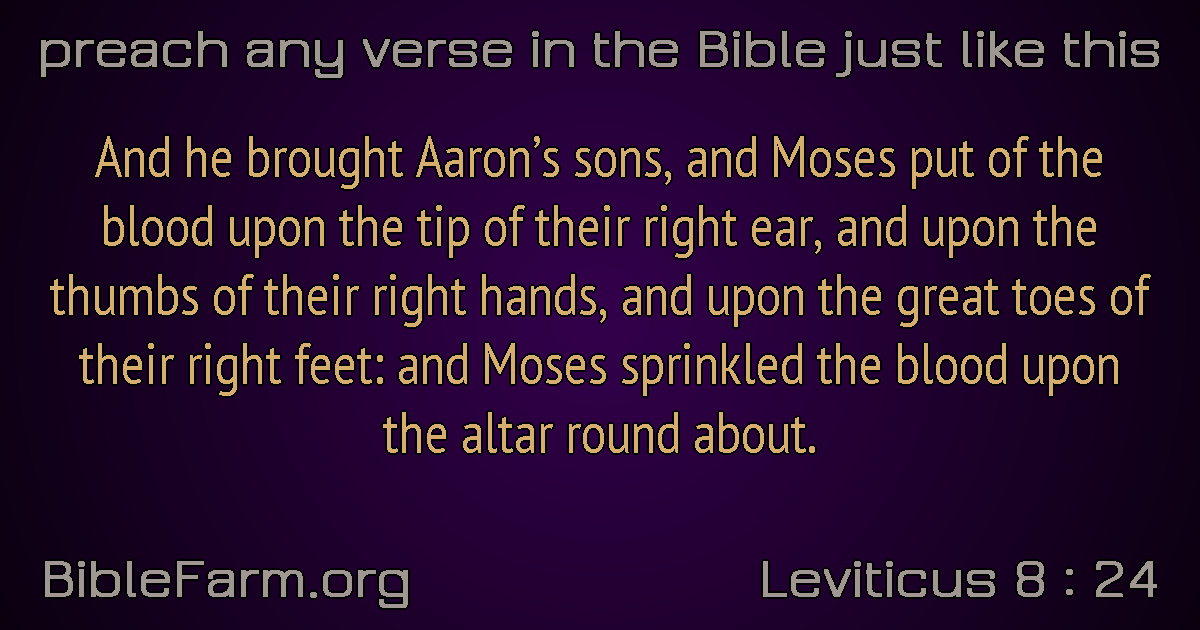 preach any verse in the Bible just like this
And he brought Aaron’s sons, and Moses put of the
blood upon the tip of their right ear, and upon the
thumbs of their right hands, and upon the great toes of
their right feet: and Moses sprinkled the blood upon
the altar round about.
BibleFarm.org
Leviticus 8 : 24